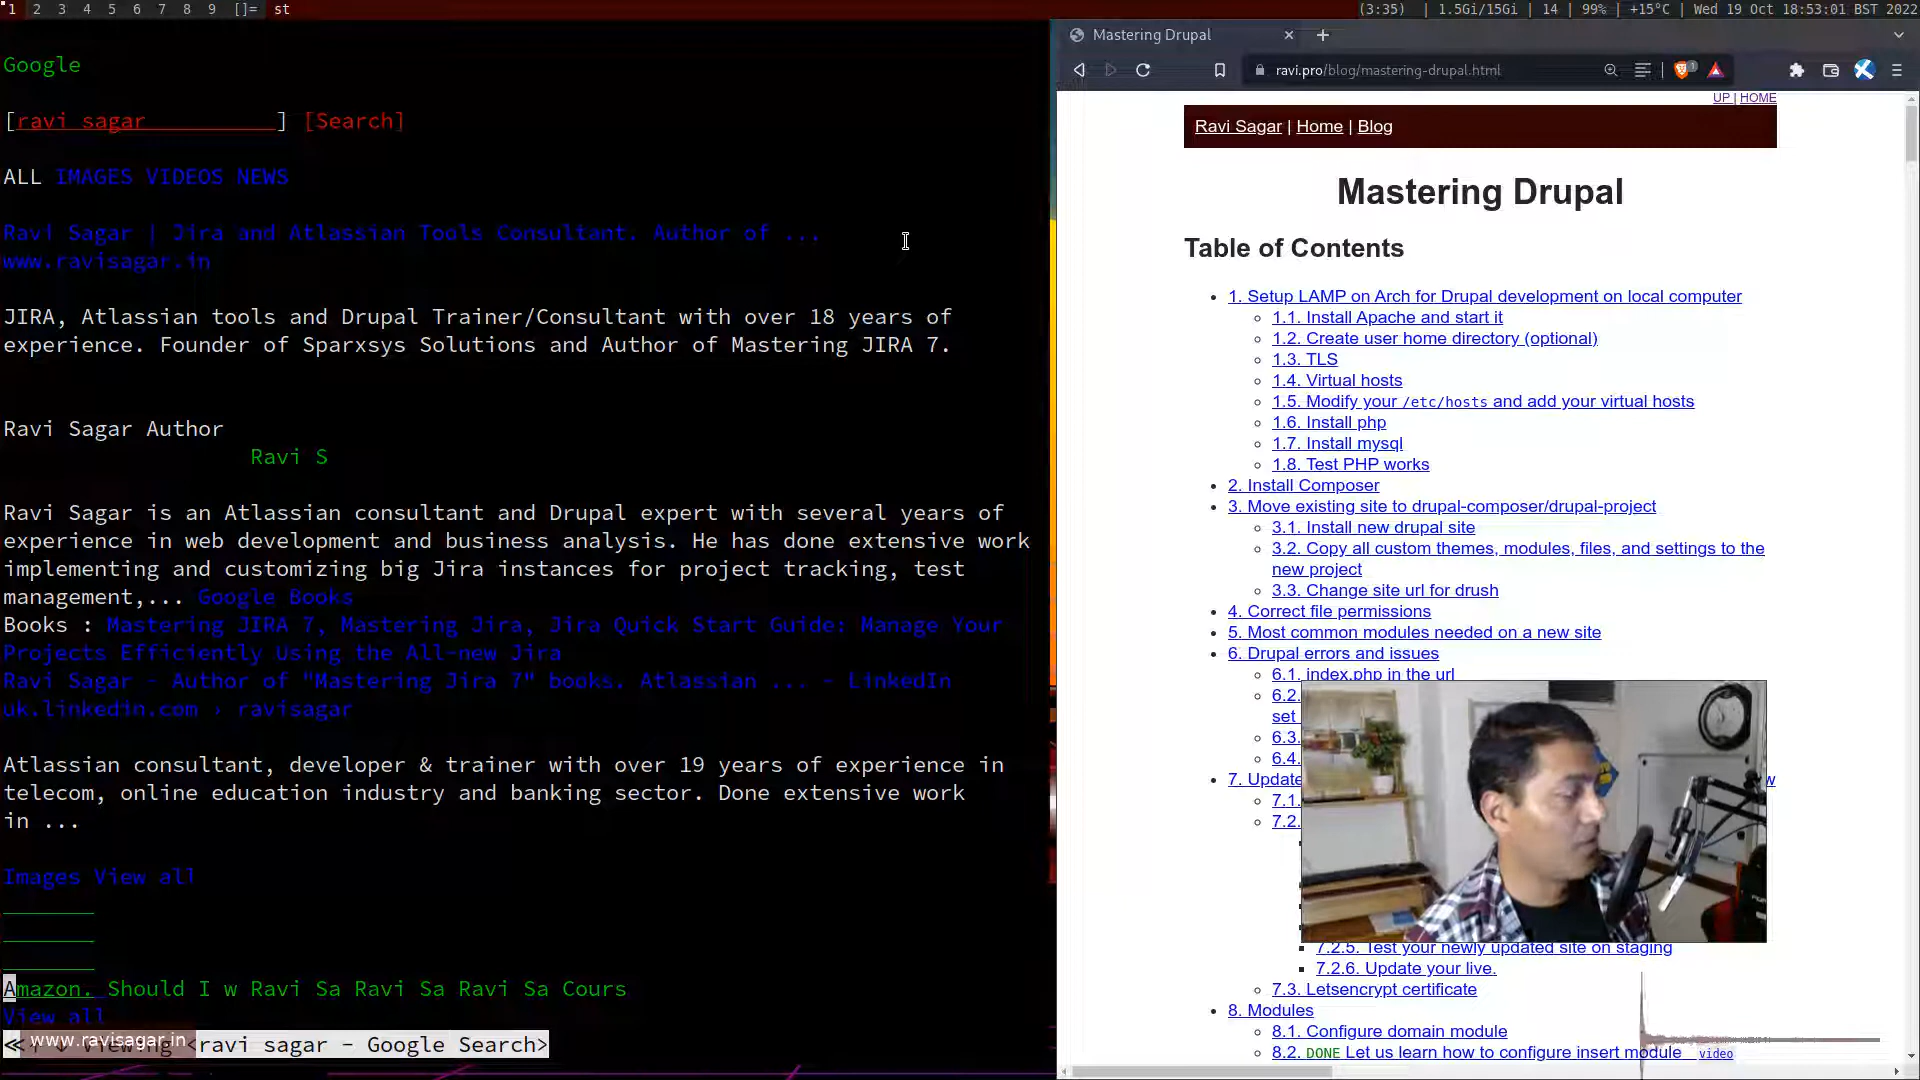 1 2 3 4 5 6 7 8 9 []= st
(3:35) | 1.5Gi/15Gi | 14 | 99% | +15°C | Wed 19 Oct 18:53:01 BST 2022
Google
[ravi sagar          ] [Search]
ALL IMAGES VIDEOS NEWS
Ravi Sagar | Jira and Atlassian Tools Consultant. Author of ...
www.ravisagar.in
JIRA, Atlassian tools and Drupal Trainer/Consultant with over 18 years of
experience. Founder of Sparxsys Solutions and Author of Mastering JIRA 7.
Ravi Sagar Author
Ravi S
Ravi Sagar is an Atlassian consultant and Drupal expert with several years of
experience in web development and business analysis. He has done extensive work
implementing and customizing big Jira instances for project tracking, test
management,... Google Books
Books : Mastering JIRA 7, Mastering Jira, Jira Quick Start Guide: Manage Your
Projects Efficiently Using the All-new Jira
Ravi Sagar - Author of "Mastering Jira 7" books. Atlassian ... - LinkedIn
uk.linkedin.com › ravisagar
Atlassian consultant, developer & trainer with over 19 years of experience in
telecom, online education industry and banking sector. Done extensive work
in ...
Images View all
Amazon. Should I w Ravi Sa Ravi Sa Ravi Sa Cours
View all
www.ravisagar.in
<ravi sagar - Google Search>
Mastering Drupal
ravi.pro/blog/mastering-drupal.html
UP | HOME
Ravi Sagar | Home | Blog
Mastering Drupal
Table of Contents
1. Setup LAMP on Arch for Drupal development on local computer
1.1. Install Apache and start it
1.2. Create user home directory (optional)
1.3. TLS
1.4. Virtual hosts
1.5. Modify your /etc/hosts and add your virtual hosts
1.6. Install php
1.7. Install mysql
1.8. Test PHP works
2. Install Composer
3. Move existing site to drupal-composer/drupal-project
3.1. Install new drupal site
3.2. Copy all custom themes, modules, files, and settings to the
new project
3.3. Change site url for drush
4. Correct file permissions
5. Most common modules needed on a new site
6. Drupal errors and issues
6.1. index.php in the url
6.2.
set
6.3.
6.4.
7. Update
7.1.
7.2.
7.2.5. Test your newly updated site on staging
7.2.6. Update your live.
7.3. Letsencrypt certificate
8. Modules
8.1. Configure domain module
8.2. DONE Let us learn how to configure insert module video